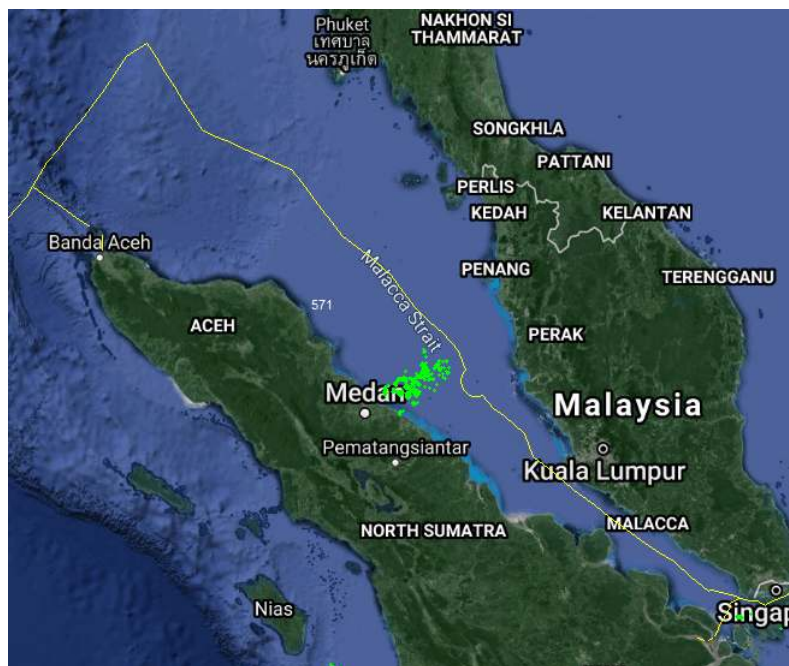 NAKHON SI
THAMMARAT
Phuket
เทศบาล
นครภูเก็ต
SONGKHLA
PATTANI
PERLIS
KEDAH
KELANTAN
Banda Aceh
PENANG
TERENGGANU
Malacca Strait
571
ACEH
PERAK
Medan
Malaysia
Pematangsiantar
Kuala Lumpur
MALACCA
NORTH SUMATRA
Nias
Singap